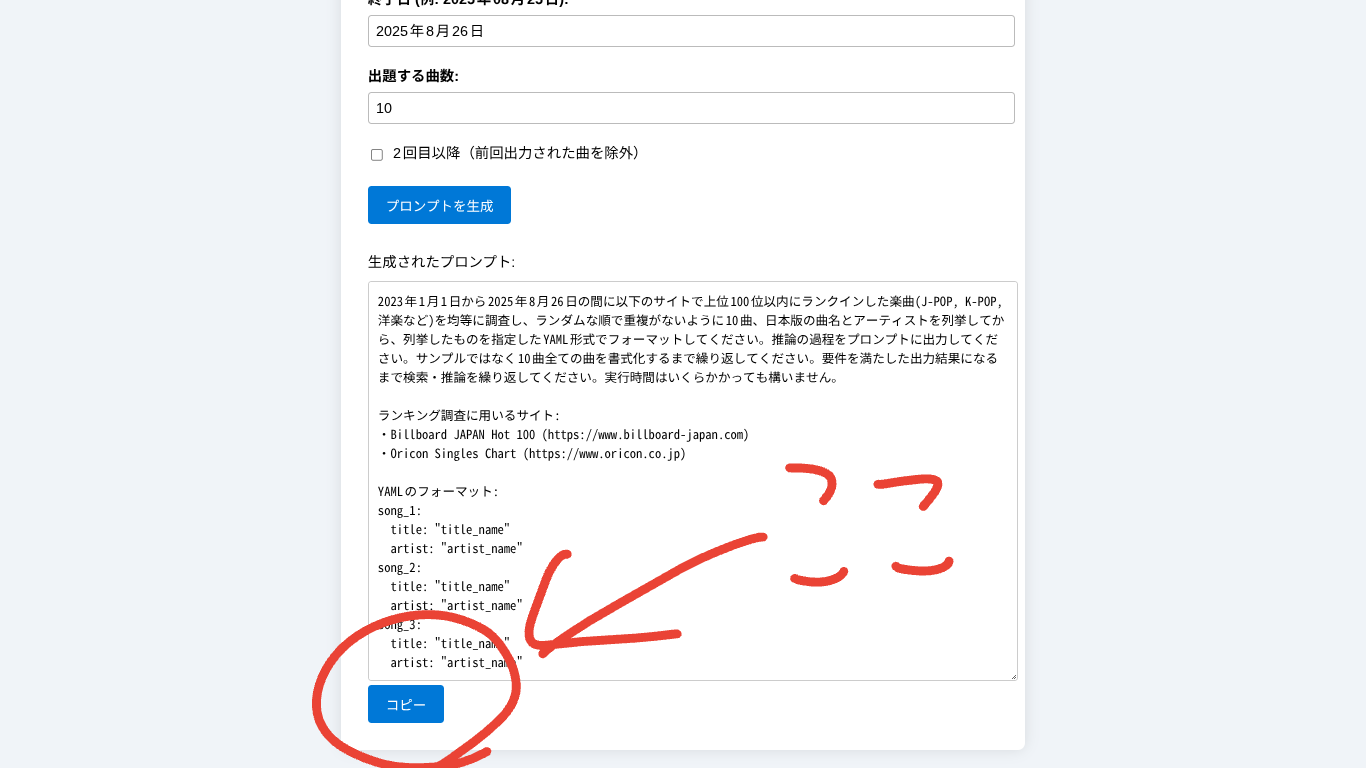 終了日 (例: 2025年08月25日):
2025年8月26日
出題する曲数:
10
2回目以降（前回出力された曲を除外）
プロンプトを生成
生成されたプロンプト:
2023年1月1日から2025年8月26日の間に以下のサイトで上位100位以内にランクインした楽曲(J-POP, K-POP,
洋楽など)を均等に調査し、ランダムな順で重複がないように10曲、日本版の曲名とアーティストを列挙してか
ら、列挙したものを指定したYAML形式でフォーマットしてください。推論の過程をプロンプトに出力してくだ
さい。サンプルではなく10曲全ての曲を書式化するまで繰り返してください。要件を満たした出力結果になる
まで検索・推論を繰り返してください。実行時間はいくらかかっても構いません。
ランキング調査に用いるサイト:
・Billboard JAPAN Hot 100 (https://www.billboard-japan.com)
・Oricon Singles Chart (https://www.oricon.co.jp)
YAMLのフォーマット:
song_1:
title: "title_name"
artist: "artist_name"
song_2:
title: "title_name"
artist: "artist_name"
song_3:
title: "title_name"
artist: "artist_name"
ここ
コピー